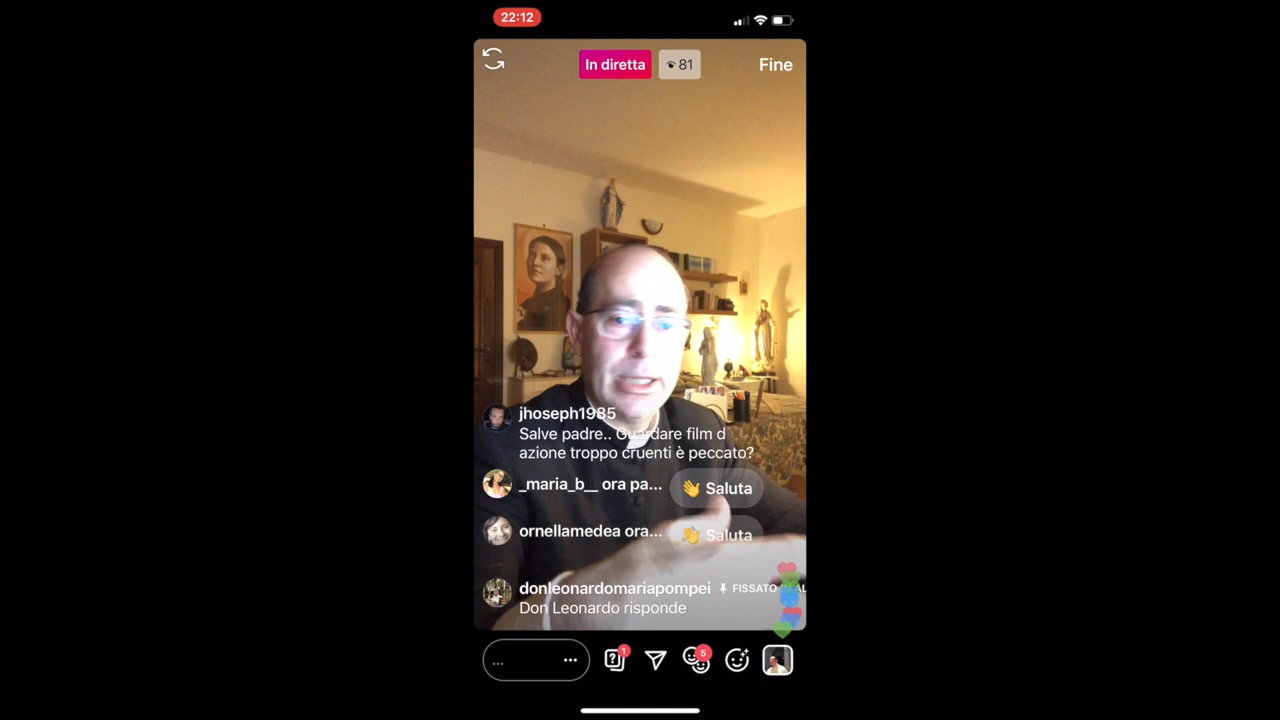 22:12
In diretta 81 Fine
jhoseph1985
Salve padre.. Guardare film d
azione troppo cruenti è peccato?
_maria_b__ ora pa... 👋 Saluta
ornellamedea ora... 👋 Saluta
donleonardomariapompei FISSATO
Don Leonardo risponde
... 1 5